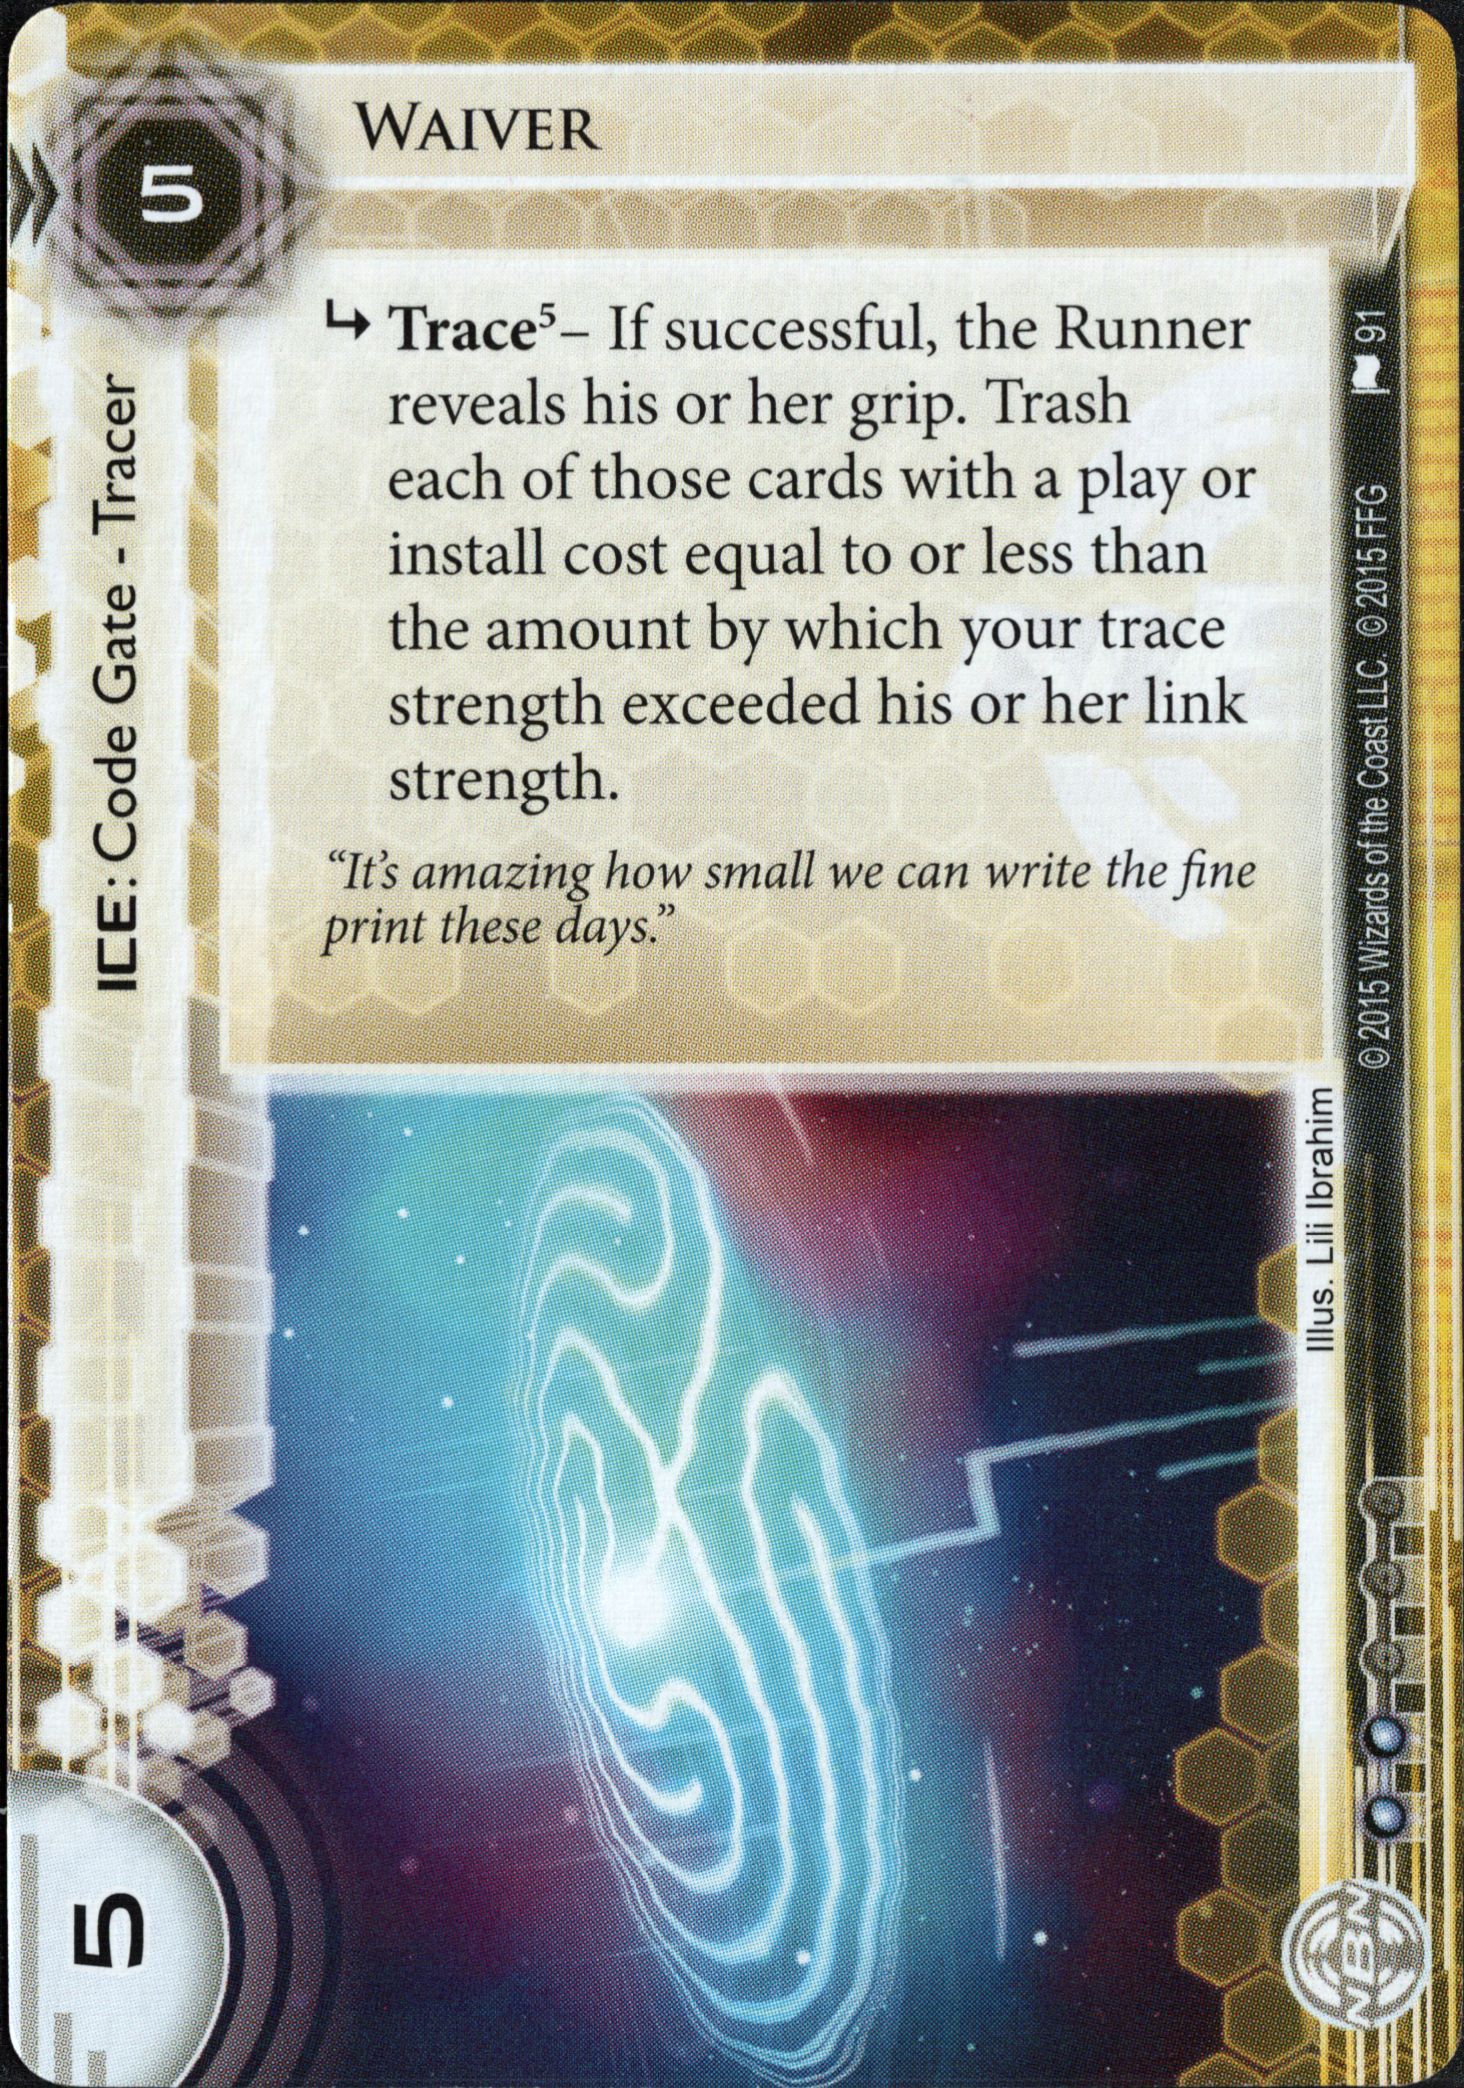 WAIVER
5
↳ Trace⁵– If successful, the Runner
reveals his or her grip. Trash
each of those cards with a play or
install cost equal to or less than
the amount by which your trace
strength exceeded his or her link
strength.
“It’s amazing how small we can write the fine
print these days.”
ICE: Code Gate - Tracer
5
Illus. Lili Ibrahim
© 2015 Wizards of the Coast LLC. © 2015 FFG 91
NBN